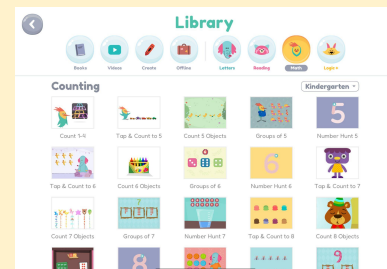 Library
Books Videos Create Offline Letters Reading Math Logic+
Counting Kindergarten
5
Count 1-4 Tap & Count to 5 Count 5 Objects Groups of 5 Number Hunt 5
6
Tap & Count to 6 Count 6 Objects Groups of 6 Number Hunt 6 Tap & Count to 7
Count 7 Objects Groups of 7 Number Hunt 7 Tap & Count to 8 Count 8 Objects
8 9